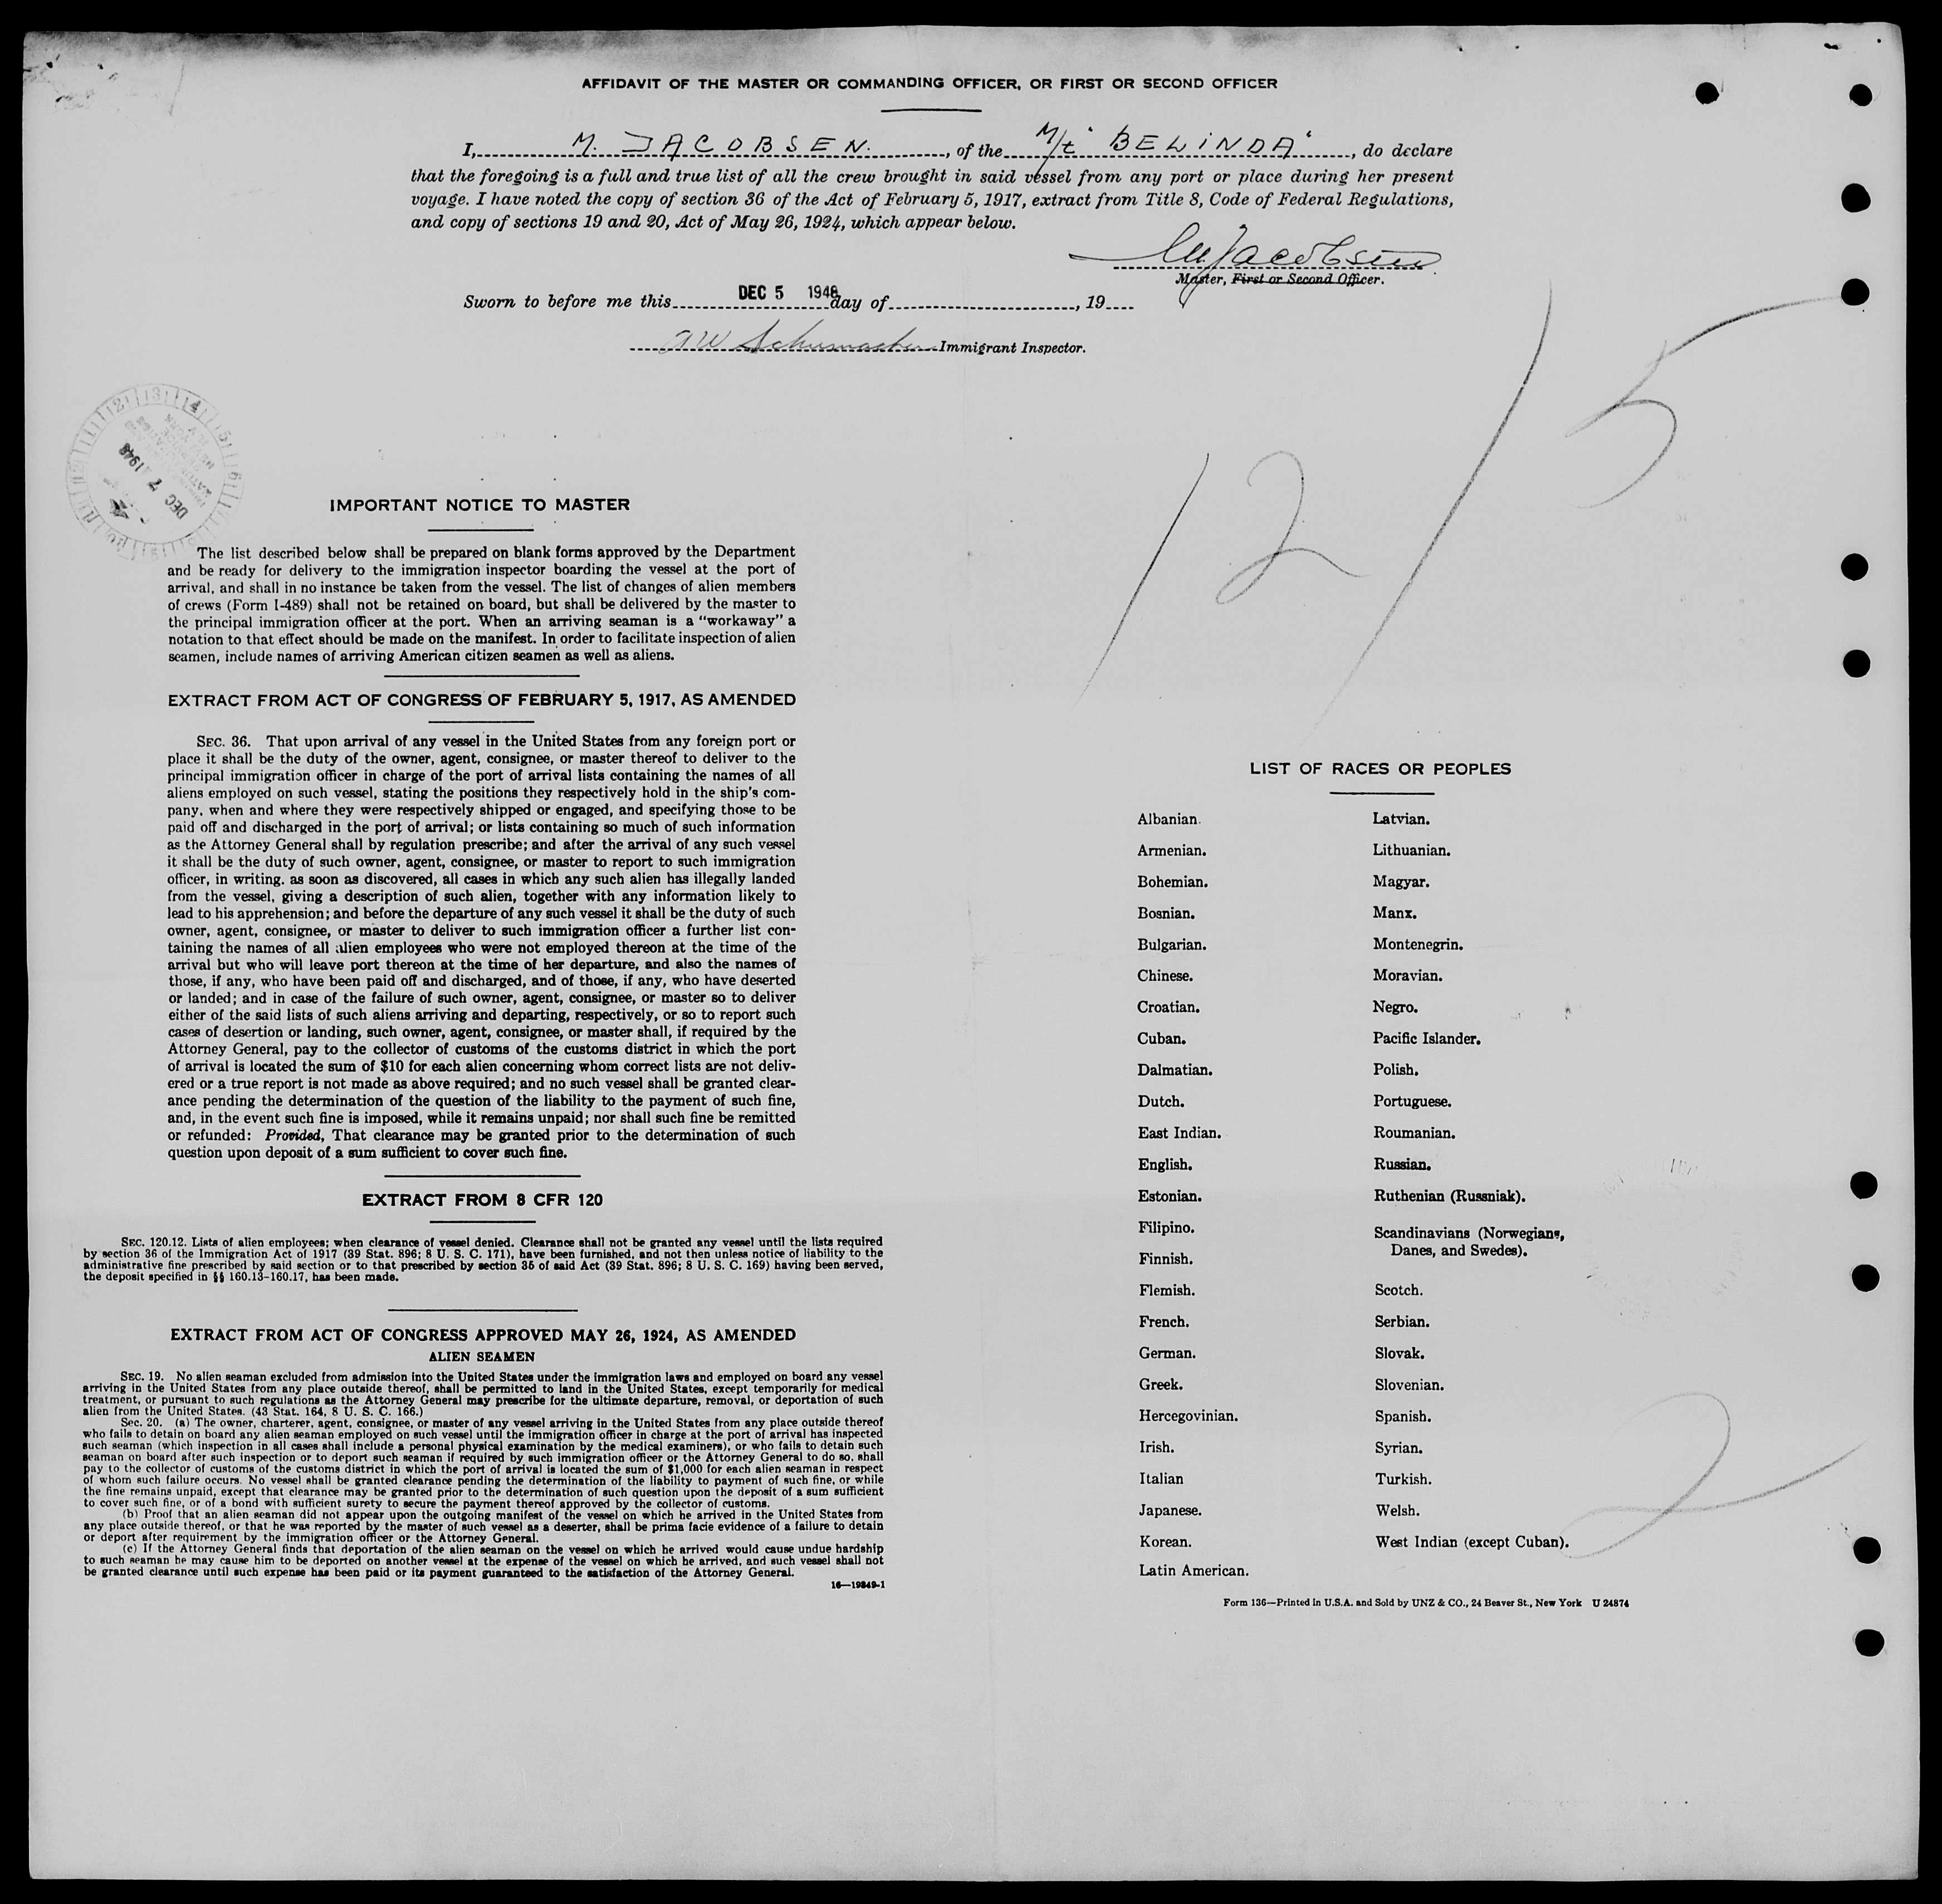 AFFIDAVIT OF THE MASTER OR COMMANDING OFFICER, OR FIRST OR SECOND OFFICER
I, M. JACOBSEN. , of the M/t "BELINDA" , do declare
that the foregoing is a full and true list of all the crew brought in said vessel from any port or place during her present
voyage. I have noted the copy of section 36 of the Act of February 5, 1917, extract from Title 8, Code of Federal Regulations,
and copy of sections 19 and 20, Act of May 26, 1924, which appear below.
M Jacobsen
Master, First or Second Officer.
Sworn to before me this DEC 5 1948 day of , 19
Schumacher Immigrant Inspector.
12/5
DEC 7 1948
IMPORTANT NOTICE TO MASTER
The list described below shall be prepared on blank forms approved by the Department
and be ready for delivery to the immigration inspector boarding the vessel at the port of
arrival, and shall in no instance be taken from the vessel. The list of changes of alien members
of crews (Form I-489) shall not be retained on board, but shall be delivered by the master to
the principal immigration officer at the port. When an arriving seaman is a "workaway" a
notation to that effect should be made on the manifest. In order to facilitate inspection of alien
seamen, include names of arriving American citizen seamen as well as aliens.
EXTRACT FROM ACT OF CONGRESS OF FEBRUARY 5, 1917, AS AMENDED
SEC. 36. That upon arrival of any vessel in the United States from any foreign port or
place it shall be the duty of the owner, agent, consignee, or master thereof to deliver to the
principal immigration officer in charge of the port of arrival lists containing the names of all
aliens employed on such vessel, stating the positions they respectively hold in the ship's com-
pany, when and where they were respectively shipped or engaged, and specifying those to be
paid off and discharged in the port of arrival; or lists containing so much of such information
as the Attorney General shall by regulation prescribe; and after the arrival of any such vessel
it shall be the duty of such owner, agent, consignee, or master to report to such immigration
officer, in writing, as soon as discovered, all cases in which any such alien has illegally landed
from the vessel, giving a description of such alien, together with any information likely to
lead to his apprehension; and before the departure of any such vessel it shall be the duty of such
owner, agent, consignee, or master to deliver to such immigration officer a further list con-
taining the names of all alien employees who were not employed thereon at the time of the
arrival but who will leave port thereon at the time of her departure, and also the names of
those, if any, who have been paid off and discharged, and of those, if any, who have deserted
or landed; and in case of the failure of such owner, agent, consignee, or master so to deliver
either of the said lists of such aliens arriving and departing, respectively, or so to report such
cases of desertion or landing, such owner, agent, consignee, or master shall, if required by the
Attorney General, pay to the collector of customs of the customs district in which the port
of arrival is located the sum of $10 for each alien concerning whom correct lists are not deliv-
ered or a true report is not made as above required; and no such vessel shall be granted clear-
ance pending the determination of the question of the liability to the payment of such fine,
and, in the event such fine is imposed, while it remains unpaid; nor shall such fine be remitted
or refunded: Provided, That clearance may be granted prior to the determination of such
question upon deposit of a sum sufficient to cover such fine.
EXTRACT FROM 8 CFR 120
SEC. 120.12. Lists of alien employees; when clearance of vessel denied. Clearance shall not be granted any vessel until the lists required
by section 36 of the Immigration Act of 1917 (39 Stat. 896; 8 U. S. C. 171), have been furnished, and not then unless notice of liability to the
administrative fine prescribed by said section or to that prescribed by section 35 of said Act (39 Stat. 896; 8 U. S. C. 169) having been served,
the deposit specified in §§ 160.13-160.17, has been made.
EXTRACT FROM ACT OF CONGRESS APPROVED MAY 26, 1924, AS AMENDED
ALIEN SEAMEN
SEC. 19. No alien seaman excluded from admission into the United States under the immigration laws and employed on board any vessel
arriving in the United States from any place outside thereof, shall be permitted to land in the United States, except temporarily for medical
treatment, or pursuant to such regulations as the Attorney General may prescribe for the ultimate departure, removal, or deportation of such
alien from the United States. (43 Stat. 164, 8 U. S. C. 166.)
Sec. 20. (a) The owner, charterer, agent, consignee, or master of any vessel arriving in the United States from any place outside thereof
who fails to detain on board any alien seaman employed on such vessel until the immigration officer in charge at the port of arrival has inspected
such seaman (which inspection in all cases shall include a personal physical examination by the medical examiners), or who fails to detain such
seaman on board after such inspection or to deport such seaman if required by such immigration officer or the Attorney General to do so, shall
pay to the collector of customs of the customs district in which the port of arrival is located the sum of $1,000 for each alien seaman in respect
of whom such failure occurs. No vessel shall be granted clearance pending the determination of the liability to payment of such fine, or while
the fine remains unpaid, except that clearance may be granted prior to the determination of such question upon the deposit of a sum sufficient
to cover such fine, or of a bond with sufficient surety to secure the payment thereof approved by the collector of customs.
(b) Proof that an alien seaman did not appear upon the outgoing manifest of the vessel on which he arrived in the United States from
any place outside thereof, or that he was reported by the master of such vessel as a deserter, shall be prima facie evidence of a failure to detain
or deport after requirement by the immigration officer or the Attorney General.
(c) If the Attorney General finds that deportation of the alien seaman on the vessel on which he arrived would cause undue hardship
to such seaman he may cause him to be deported on another vessel at the expense of the vessel on which he arrived, and such vessel shall not
be granted clearance until such expense has been paid or its payment guaranteed to the satisfaction of the Attorney General.
16—19849-1
LIST OF RACES OR PEOPLES
Albanian.
Armenian.
Bohemian.
Bosnian.
Bulgarian.
Chinese.
Croatian.
Cuban.
Dalmatian.
Dutch.
East Indian.
English.
Estonian.
Filipino.
Finnish.
Flemish.
French.
German.
Greek.
Hercegovinian.
Irish.
Italian
Japanese.
Korean.
Latin American.
Latvian.
Lithuanian.
Magyar.
Manx.
Montenegrin.
Moravian.
Negro.
Pacific Islander.
Polish.
Portuguese.
Roumanian.
Russian.
Ruthenian (Russniak).
Scandinavians (Norwegians,
Danes, and Swedes).
Scotch.
Serbian.
Slovak.
Slovenian.
Spanish.
Syrian.
Turkish.
Welsh.
West Indian (except Cuban).
2
Form 136—Printed in U.S.A. and Sold by UNZ & CO., 24 Beaver St., New York U 24874